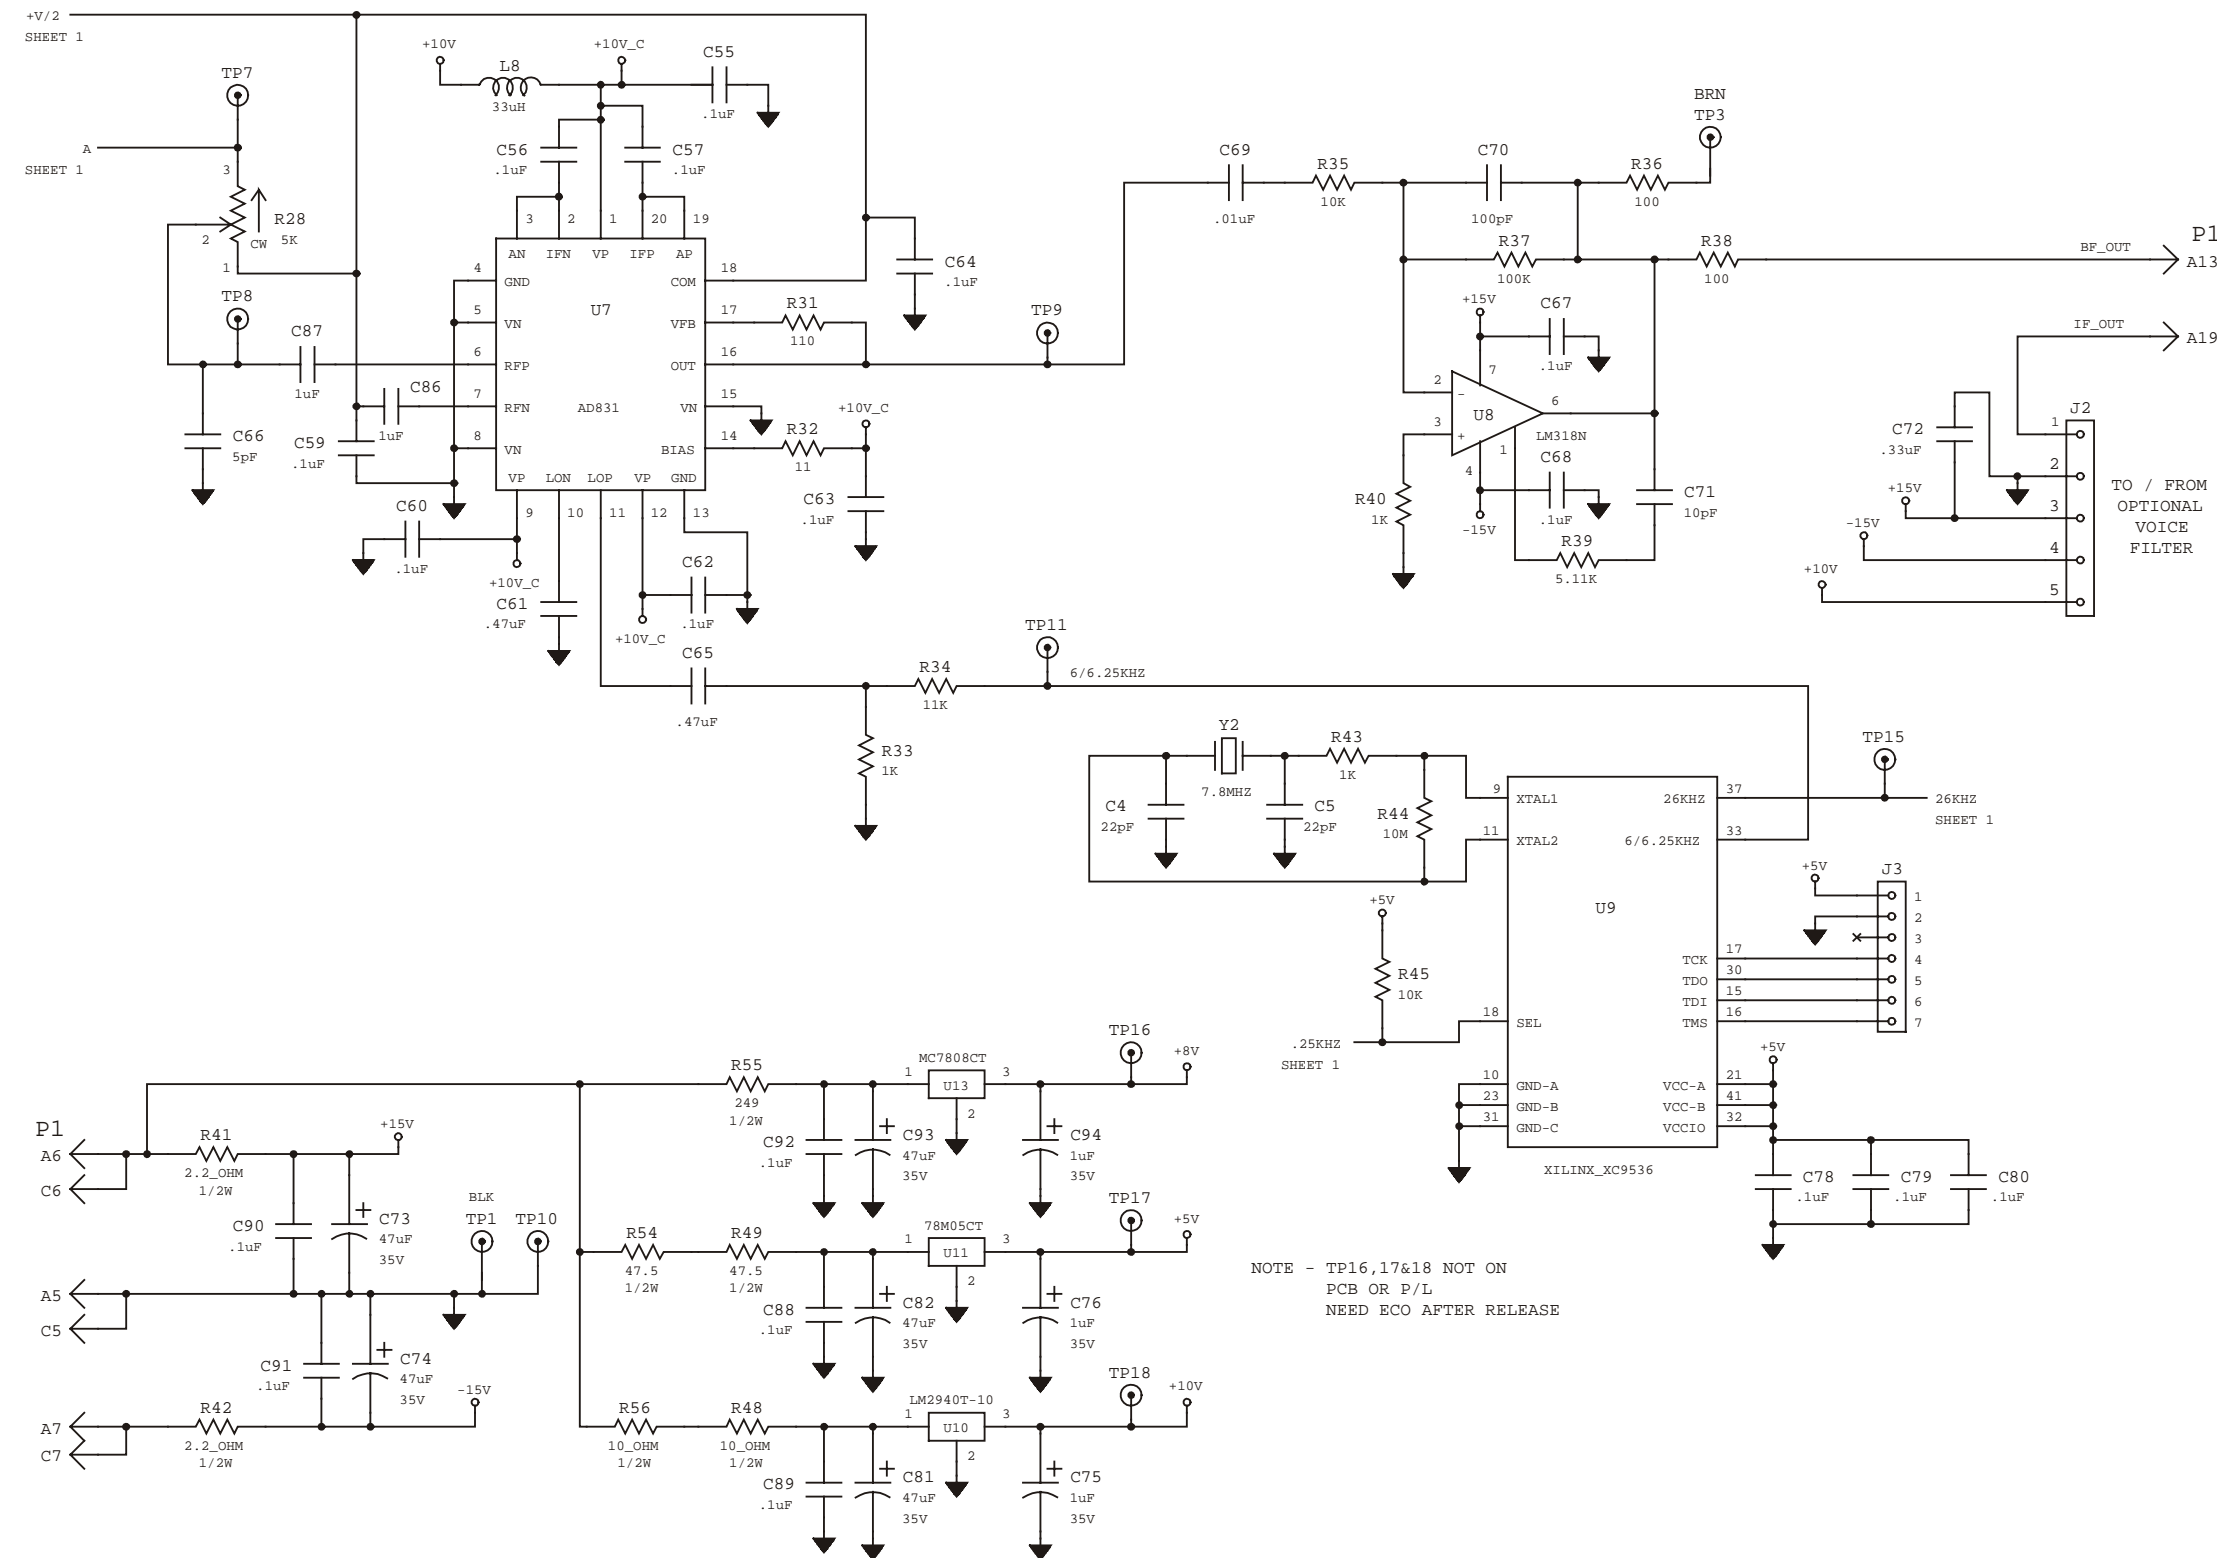 +V/2
SHEET 1
TP7
A
SHEET 1
3
R28
5K
2
CW
1
TP8
C87
1uF
C66
5pF
C59
.1uF
C86
1uF
+10V
L8
33uH
+10V_C
C55
.1uF
C56
.1uF
C57
.1uF
3
2
1
20
19
AN
IFN
VP
IFP
AP
4
GND
5
VN
6
RFP
7
RFN
8
VN
U7
AD831
COM
18
VFB
17
OUT
16
VN
15
BIAS
14
VP
LON
LOP
VP
GND
9
10
11
12
13
C64
.1uF
R31
110
TP9
R32
11
+10V_C
C63
.1uF
C60
.1uF
+10V_C
C61
.47uF
C62
.1uF
+10V_C
C65
.47uF
R33
1K
R34
11K
TP11
6/6.25KHZ
C69
.01uF
R35
10K
C70
100pF
R36
100
BRN
TP3
R37
100K
R38
100
BF_OUT
P1
A13
IF_OUT
A19
+15V
C67
.1uF
7
2
-
3
+
U8
6
LM318N
1
4
C68
.1uF
-15V
R40
1K
C71
10pF
R39
5.11K
C72
.33uF
J2
1
2
3
4
5
+15V
-15V
+10V
TO / FROM
OPTIONAL
VOICE
FILTER
Y2
7.8MHZ
C4
22pF
C5
22pF
R43
1K
R44
10M
9
XTAL1
11
XTAL2
26KHZ
37
6/6.25KHZ
33
TP15
26KHZ
SHEET 1
U9
+5V
R45
10K
.25KHZ
SHEET 1
18
SEL
10
GND-A
23
GND-B
31
GND-C
TCK
17
TDO
30
TDI
15
TMS
16
+5V
J3
1
2
3
4
5
6
7
VCC-A
21
VCC-B
41
VCCIO
32
+5V
XILINX_XC9536
C78
.1uF
C79
.1uF
C80
.1uF
P1
A6
C6
R41
2.2_OHM
1/2W
+15V
C90
.1uF
C73
47uF
35V
BLK
TP1
TP10
A5
C5
C91
.1uF
C74
47uF
35V
-15V
A7
C7
R42
2.2_OHM
1/2W
R55
249
1/2W
C92
.1uF
C93
47uF
35V
MC7808CT
1
U13
3
2
C94
1uF
35V
TP16
+8V
R54
47.5
1/2W
R49
47.5
1/2W
C88
.1uF
C82
47uF
35V
78M05CT
1
U11
3
2
C76
1uF
35V
TP17
+5V
R56
10_OHM
1/2W
R48
10_OHM
1/2W
C89
.1uF
C81
47uF
35V
LM2940T-10
1
U10
3
2
C75
1uF
35V
TP18
+10V
NOTE - TP16,17&18 NOT ON
PCB OR P/L
NEED ECO AFTER RELEASE